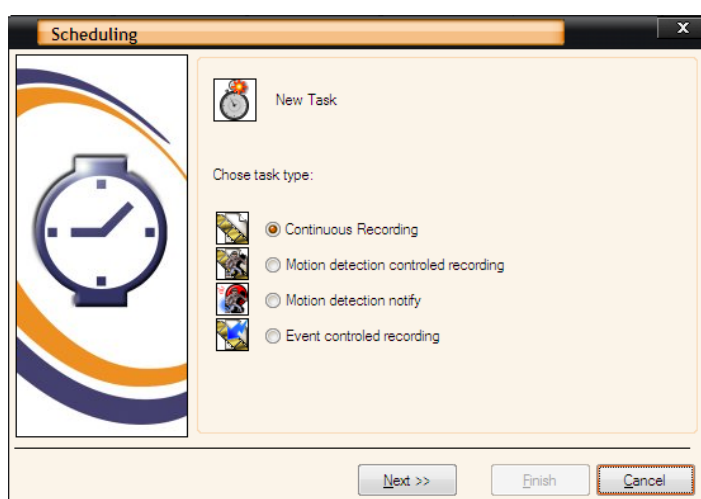 Scheduling
X
New Task
Chose task type:
Continuous Recording
Motion detection controled recording
Motion detection notify
Event controled recording
Next >>
Finish
Cancel